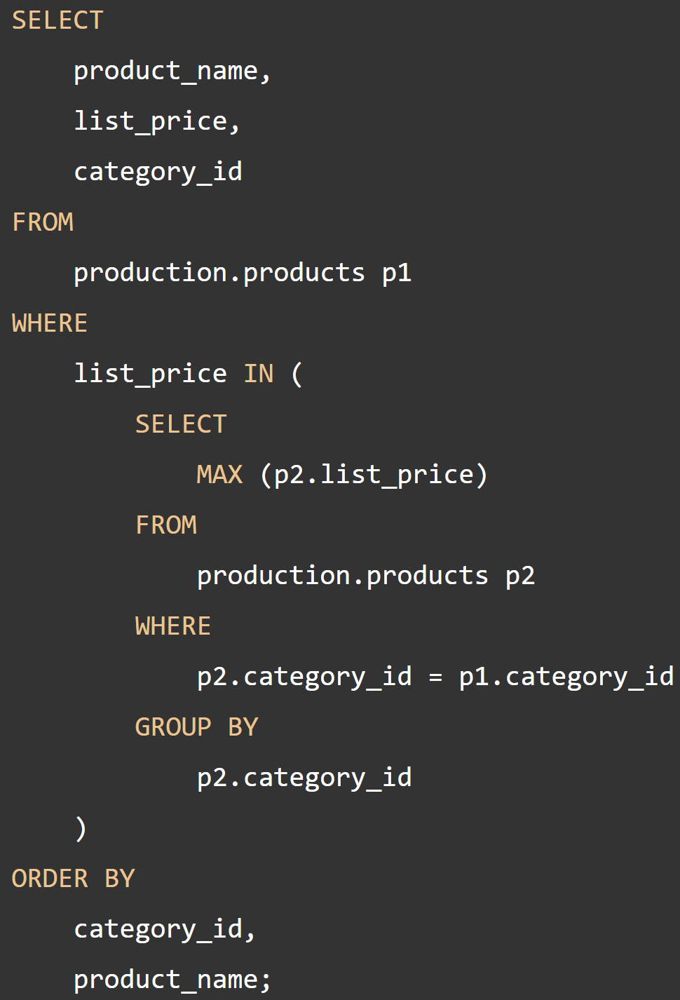 SELECT
    product_name,
    list_price,
    category_id
FROM
    production.products p1
WHERE
    list_price IN (
        SELECT
            MAX (p2.list_price)
        FROM
            production.products p2
        WHERE
            p2.category_id = p1.category_id
        GROUP BY
            p2.category_id
    )
ORDER BY
    category_id,
    product_name;